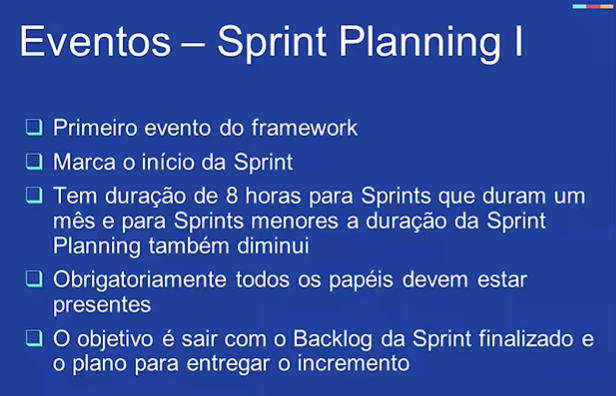 Eventos – Sprint Planning I
Primeiro evento do framework
Marca o início da Sprint
Tem duração de 8 horas para Sprints que duram um
mês e para Sprints menores a duração da Sprint
Planning também diminui
Obrigatoriamente todos os papéis devem estar
presentes
O objetivo é sair com o Backlog da Sprint finalizado e
o plano para entregar o incremento